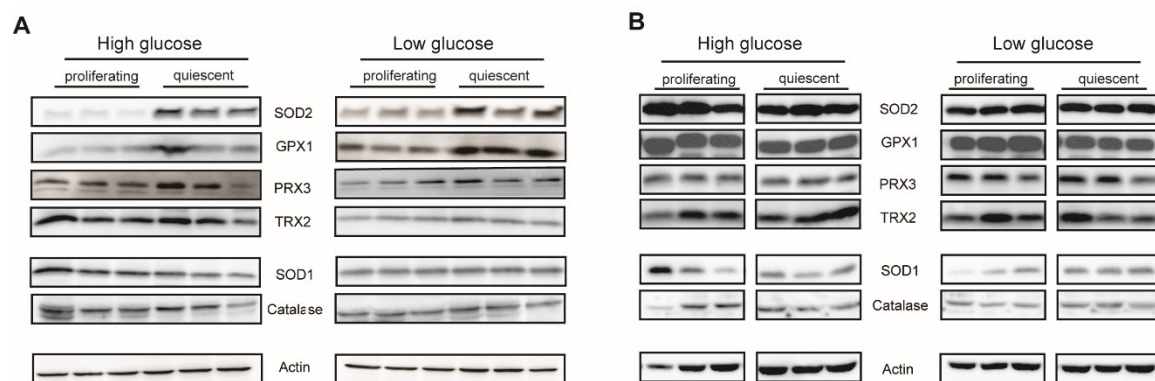 A
High glucose
Low glucose
proliferating quiescent
proliferating quiescent
SOD2
GPX1
PRX3
TRX2
SOD1
Catalase
Actin
B
High glucose
Low glucose
proliferating quiescent
proliferating quiescent
SOD2
GPX1
PRX3
TRX2
SOD1
Catalase
Actin